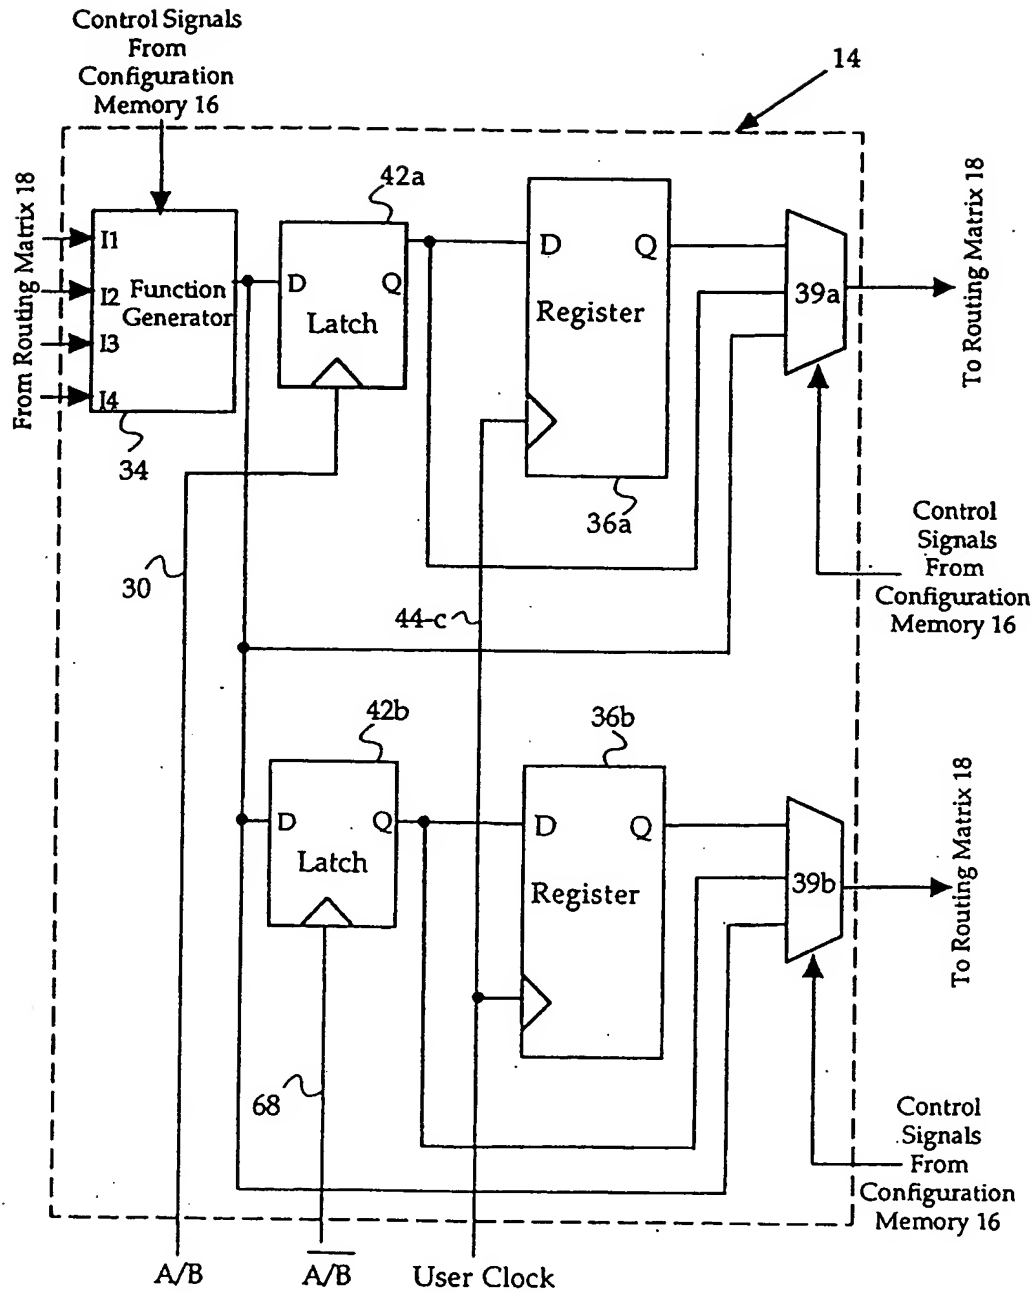 Control Signals
From
Configuration
Memory 16
14
From Routing Matrix 18
I1
I2
I3
I4
Function
Generator
34
42a
D
Q
Latch
D
Q
Register
36a
39a
To Routing Matrix 18
Control
Signals
From
Configuration
Memory 16
30
44-c
42b
D
Q
Latch
36b
D
Q
Register
39b
To Routing Matrix 18
68
Control
Signals
From
Configuration
Memory 16
A/B
A̅/̅B̅
User Clock